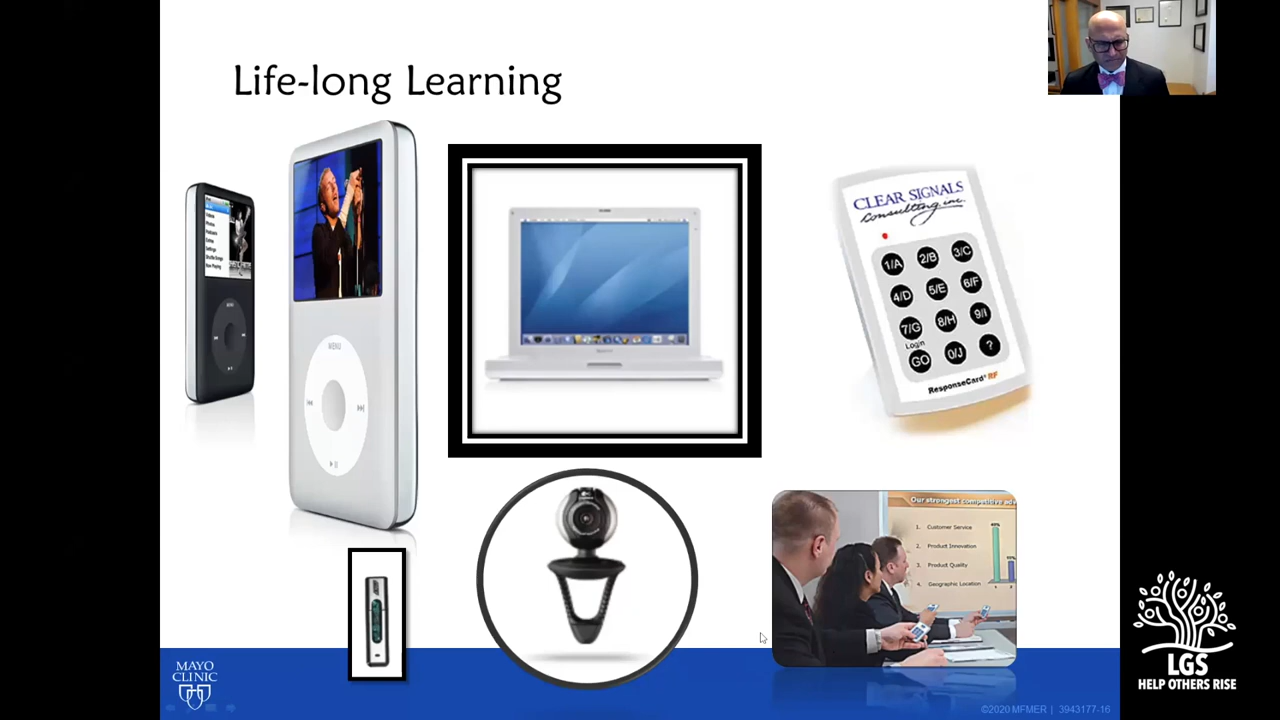 Life-long Learning
MENU
MENU
CLEAR SIGNALS
consulting, inc.
1/A 2/B 3/C
4/D 5/E 6/F
7/G 8/H 9/I
Login
GO 0/J ?
ResponseCard RF
Our strongest competitive adv
1. Customer Service
2. Product Innovation
3. Product Quality
4. Geographic Location
MAYO
CLINIC
©2020 MFMER | 3943177-16
LGS
HELP OTHERS RISE